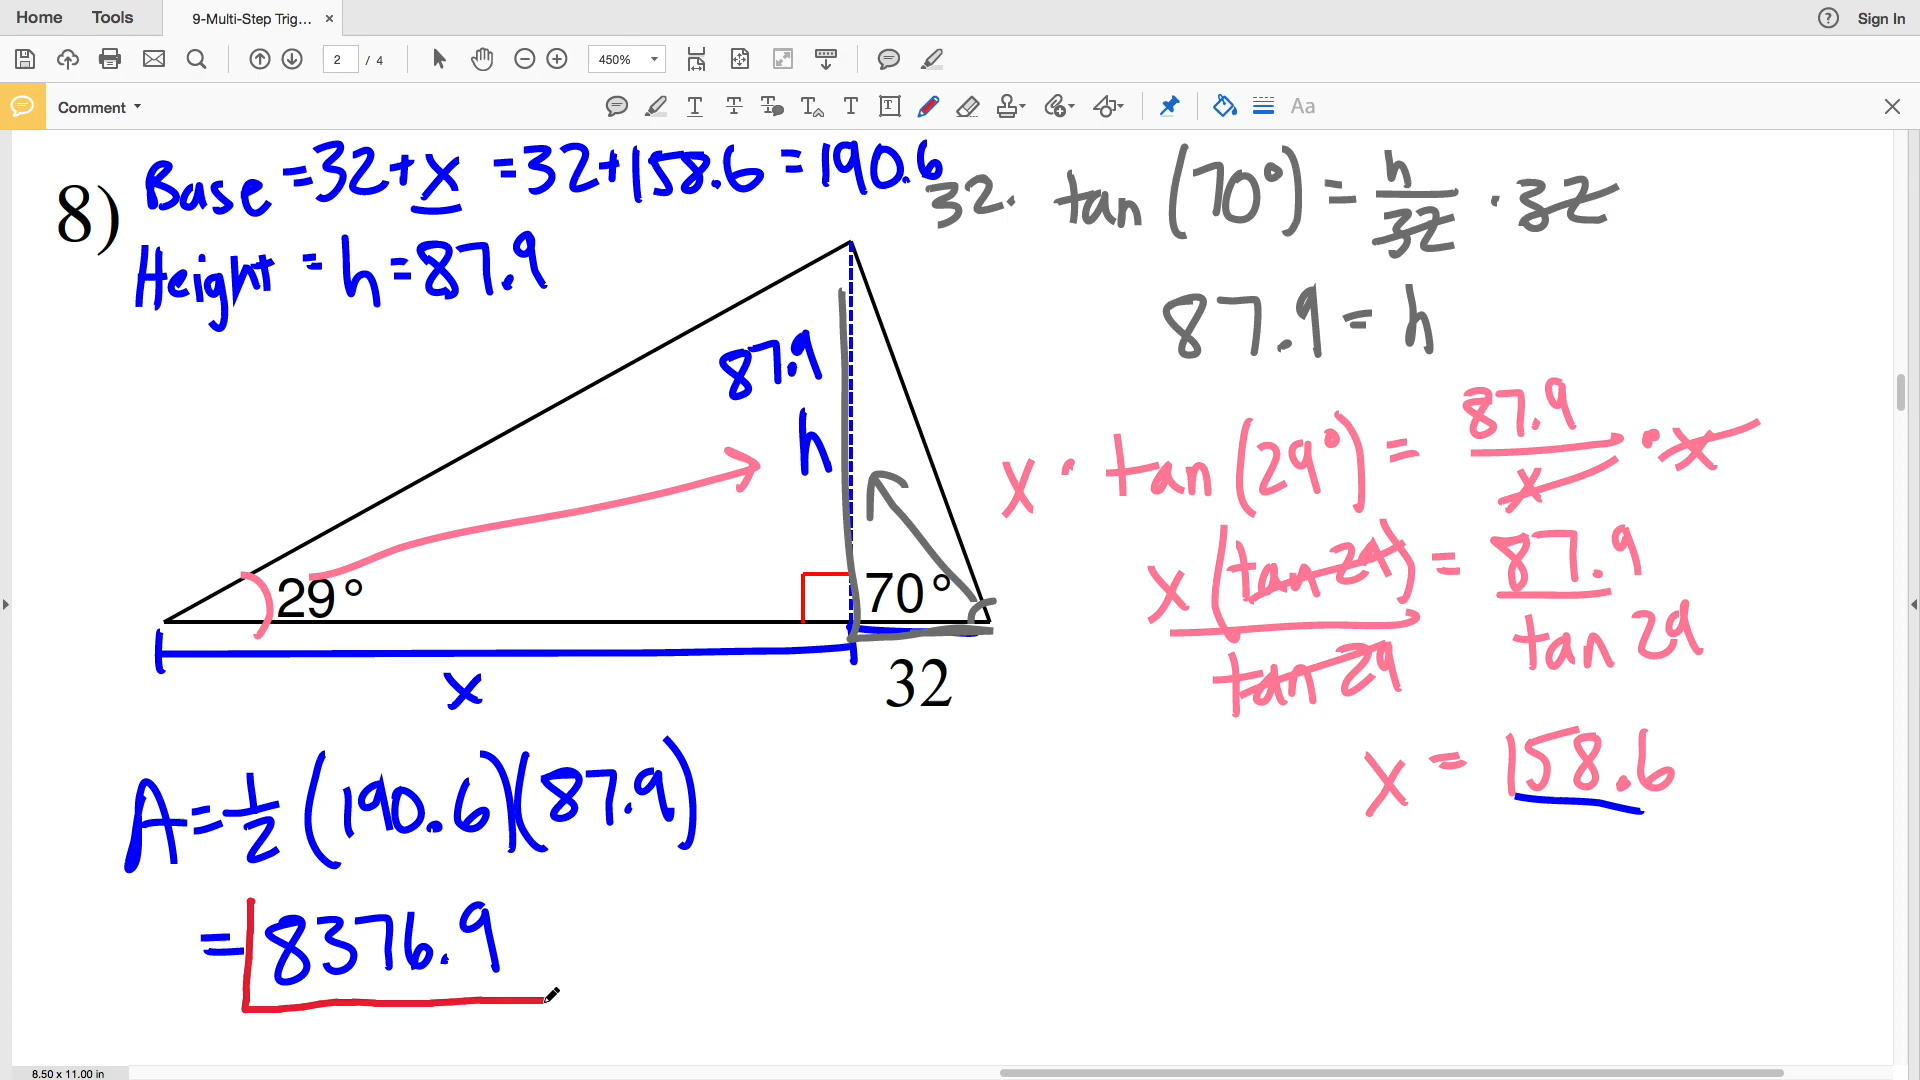 Home Tools 9-Multi-Step Trig... × ? Sign In
2 / 4 450%
Comment T T T T T T Aa
8) Base = 32 + x = 32 + 158.6 = 190.6
Height = h = 87.9
32 · tan (70°) = h/32 · 32
87.9 = h
87.9
h
x · tan (29°) = 87.9/x · x
x (tan 29)/tan 29 = 87.9/tan 29
x = 158.6
29°
70°
x
32
A = 1/2 (190.6)(87.9)
= 8376.9
8.50 x 11.00 in